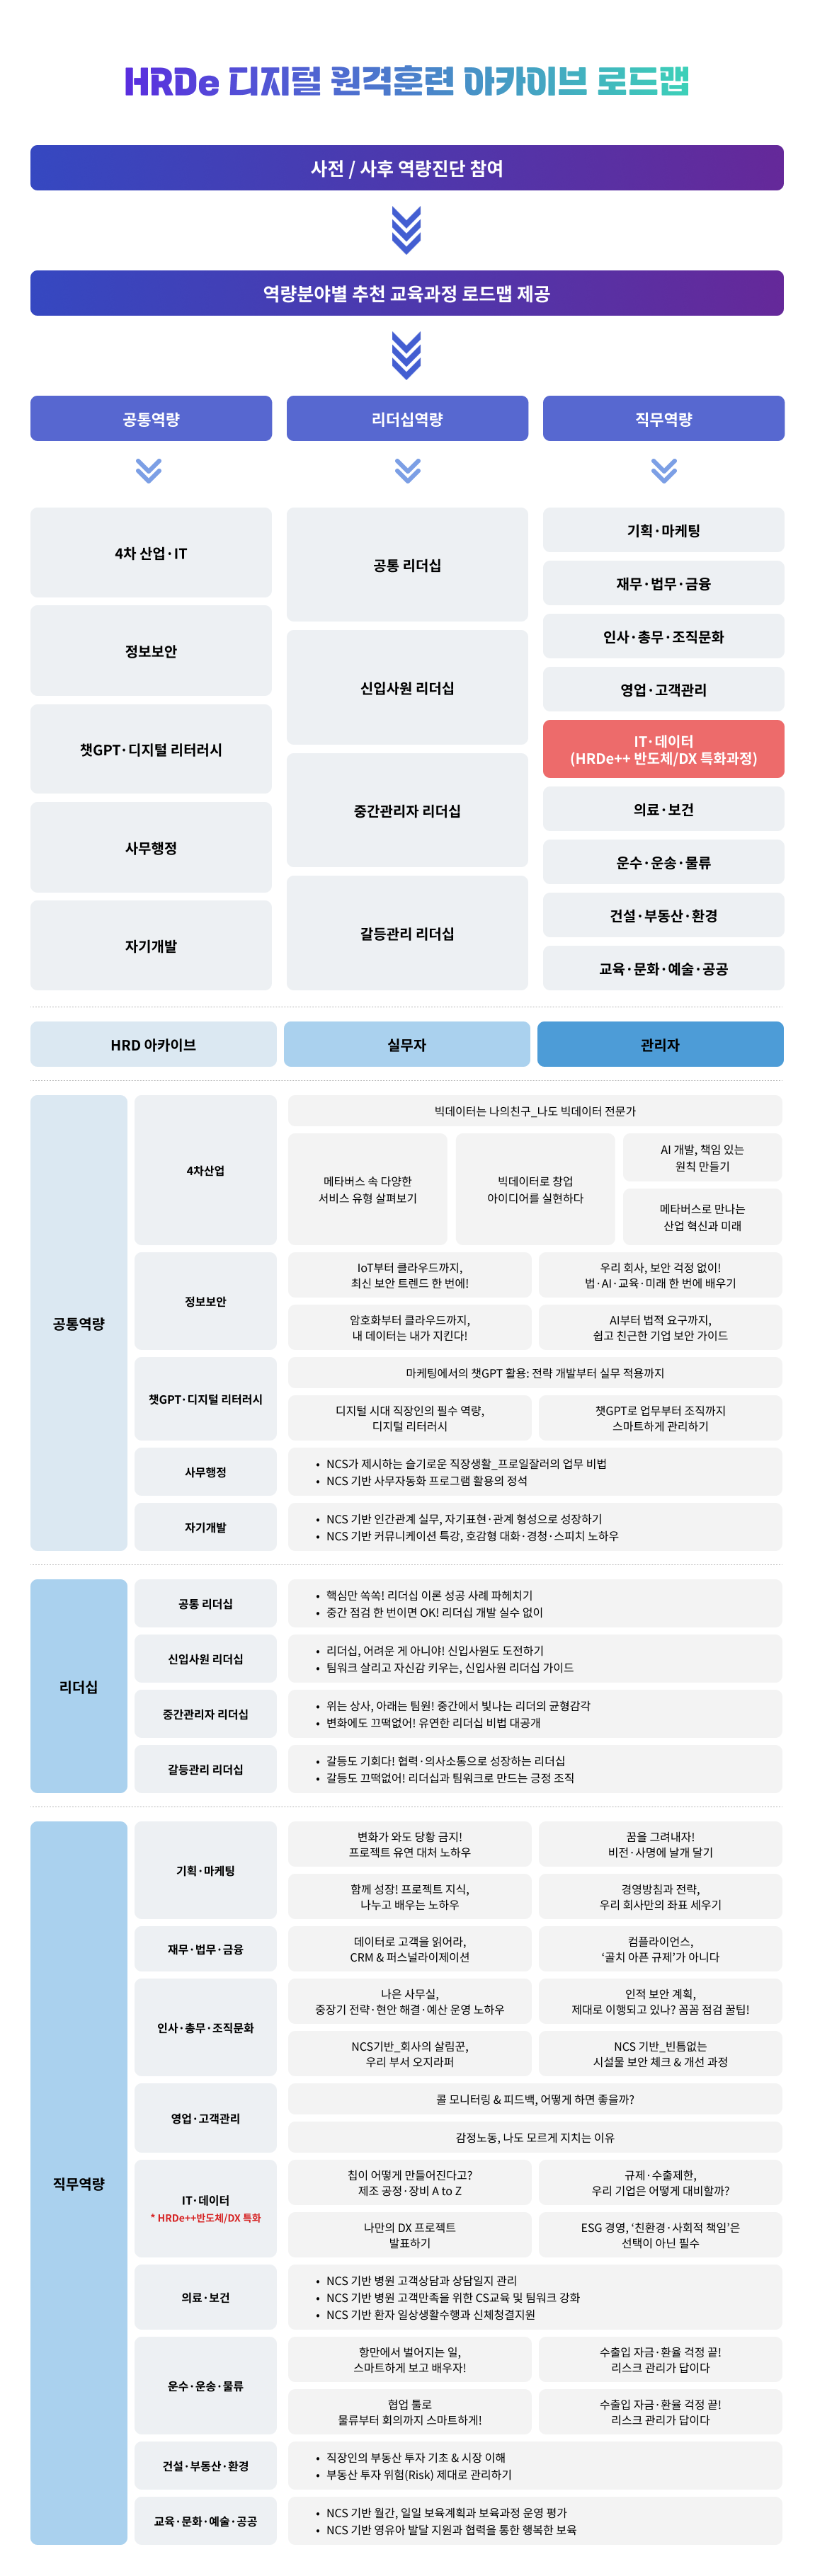 HRDe 디지털 원격훈련 아카이브 로드맵
사전 / 사후 역량진단 참여
역량분야별 추천 교육과정 로드맵 제공
공통역량
리더십역량
직무역량
4차 산업·IT
정보보안
챗GPT·디지털 리터러시
사무행정
자기개발
공통 리더십
신입사원 리더십
중간관리자 리더십
갈등관리 리더십
기획·마케팅
재무·법무·금융
인사·총무·조직문화
영업·고객관리
IT·데이터
(HRDe++ 반도체/DX 특화과정)
의료·보건
운수·운송·물류
건설·부동산·환경
교육·문화·예술·공공
HRD 아카이브
실무자
관리자
공통역량
4차산업
빅데이터는 나의친구_나도 빅데이터 전문가
메타버스 속 다양한
서비스 유형 살펴보기
빅데이터로 창업
아이디어를 실현하다
AI 개발, 책임 있는
원칙 만들기
메타버스로 만나는
산업 혁신과 미래
정보보안
IoT부터 클라우드까지,
최신 보안 트렌드 한 번에!
우리 회사, 보안 걱정 없이!
법·AI·교육·미래 한 번에 배우기
암호화부터 클라우드까지,
내 데이터는 내가 지킨다!
AI부터 법적 요구까지,
쉽고 친근한 기업 보안 가이드
챗GPT·디지털 리터러시
마케팅에서의 챗GPT 활용: 전략 개발부터 실무 적용까지
디지털 시대 직장인의 필수 역량,
디지털 리터러시
챗GPT로 업무부터 조직까지
스마트하게 관리하기
사무행정
• NCS가 제시하는 슬기로운 직장생활_프로일잘러의 업무 비법
• NCS 기반 사무자동화 프로그램 활용의 정석
자기개발
• NCS 기반 인간관계 실무, 자기표현·관계 형성으로 성장하기
• NCS 기반 커뮤니케이션 특강, 호감형 대화·경청·스피치 노하우
리더십
공통 리더십
• 핵심만 쏙쏙! 리더십 이론 성공 사례 파헤치기
• 중간 점검 한 번이면 OK! 리더십 개발 실수 없이
신입사원 리더십
• 리더십, 어려운 게 아니야! 신입사원도 도전하기
• 팀워크 살리고 자신감 키우는, 신입사원 리더십 가이드
중간관리자 리더십
• 위는 상사, 아래는 팀원! 중간에서 빛나는 리더의 균형감각
• 변화에도 끄떡없어! 유연한 리더십 비법 대공개
갈등관리 리더십
• 갈등도 기회다! 협력·의사소통으로 성장하는 리더십
• 갈등도 끄떡없어! 리더십과 팀워크로 만드는 긍정 조직
직무역량
기획·마케팅
변화가 와도 당황 금지!
프로젝트 유연 대처 노하우
꿈을 그려내자!
비전·사명에 날개 달기
함께 성장! 프로젝트 지식,
나누고 배우는 노하우
경영방침과 전략,
우리 회사만의 좌표 세우기
재무·법무·금융
데이터로 고객을 읽어라,
CRM & 퍼스널라이제이션
컴플라이언스,
‘골치 아픈 규제’가 아니다
인사·총무·조직문화
나은 사무실,
중장기 전략·현안 해결·예산 운영 노하우
인적 보안 계획,
제대로 이행되고 있나? 꼼꼼 점검 꿀팁!
NCS기반_회사의 살림꾼,
우리 부서 오지라퍼
NCS 기반_빈틈없는
시설물 보안 체크 & 개선 과정
영업·고객관리
콜 모니터링 & 피드백, 어떻게 하면 좋을까?
감정노동, 나도 모르게 지치는 이유
IT·데이터
* HRDe++반도체/DX 특화
칩이 어떻게 만들어진다고?
제조 공정·장비 A to Z
규제·수출제한,
우리 기업은 어떻게 대비할까?
나만의 DX 프로젝트
발표하기
ESG 경영, ‘친환경·사회적 책임’은
선택이 아닌 필수
의료·보건
• NCS 기반 병원 고객상담과 상담일지 관리
• NCS 기반 병원 고객만족을 위한 CS교육 및 팀워크 강화
• NCS 기반 환자 일상생활수행과 신체청결지원
운수·운송·물류
항만에서 벌어지는 일,
스마트하게 보고 배우자!
수출입 자금·환율 걱정 끝!
리스크 관리가 답이다
협업 툴로
물류부터 회의까지 스마트하게!
수출입 자금·환율 걱정 끝!
리스크 관리가 답이다
건설·부동산·환경
• 직장인의 부동산 투자 기초 & 시장 이해
• 부동산 투자 위험(Risk) 제대로 관리하기
교육·문화·예술·공공
• NCS 기반 월간, 일일 보육계획과 보육과정 운영 평가
• NCS 기반 영유아 발달 지원과 협력을 통한 행복한 보육